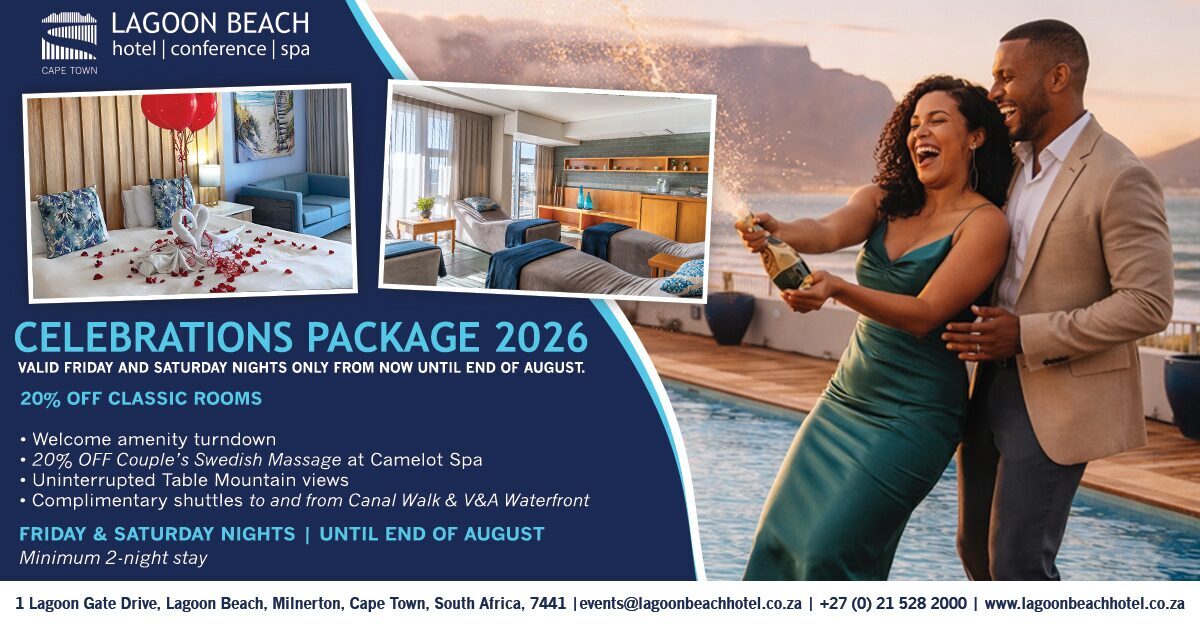 LAGOON BEACH
hotel | conference | spa
CAPE TOWN
CELEBRATIONS PACKAGE 2026
VALID FRIDAY AND SATURDAY NIGHTS ONLY FROM NOW UNTIL END OF AUGUST.
20% OFF CLASSIC ROOMS
• Welcome amenity turndown
• 20% OFF Couple's Swedish Massage at Camelot Spa
• Uninterrupted Table Mountain views
• Complimentary shuttles to and from Canal Walk & V&A Waterfront
FRIDAY & SATURDAY NIGHTS | UNTIL END OF AUGUST
Minimum 2-night stay
1 Lagoon Gate Drive, Lagoon Beach, Milnerton, Cape Town, South Africa, 7441 |events@lagoonbeachhotel.co.za | +27 (0) 21 528 2000 | www.lagoonbeachhotel.co.za